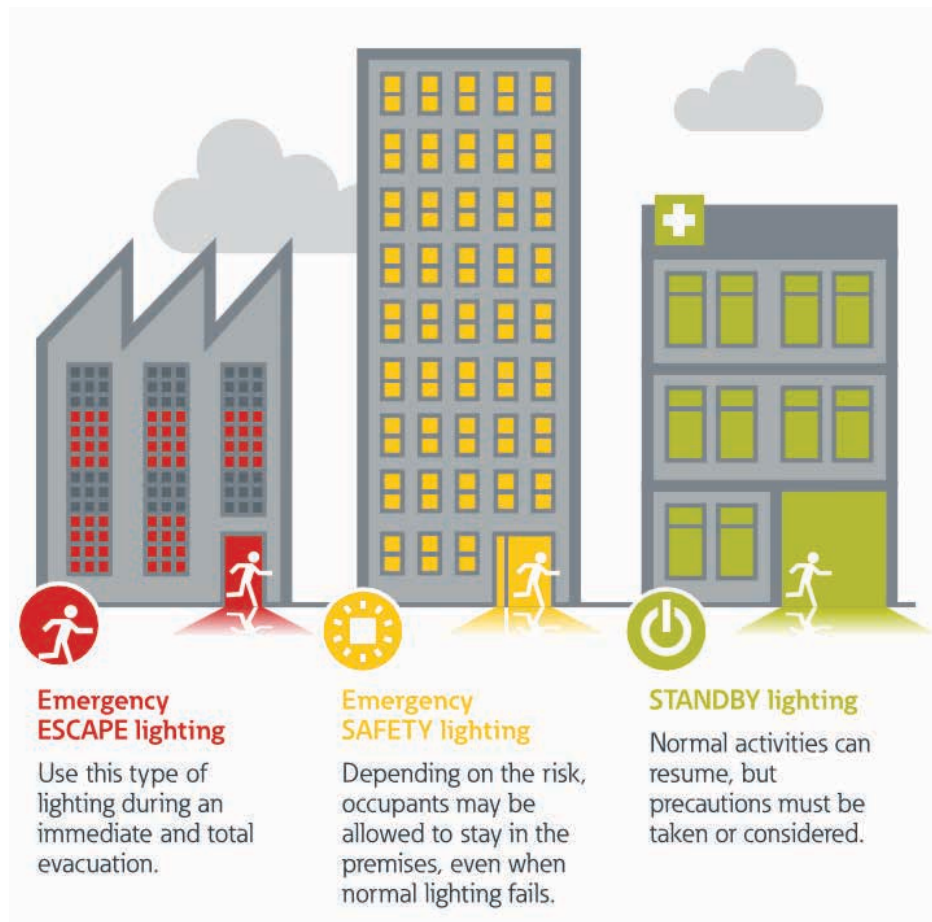 Emergency
ESCAPE lighting
Use this type of
lighting during an
immediate and total
evacuation.
Emergency
SAFETY lighting
Depending on the risk,
occupants may be
allowed to stay in the
premises, even when
normal lighting fails.
STANDBY lighting
Normal activities can
resume, but
precautions must be
taken or considered.